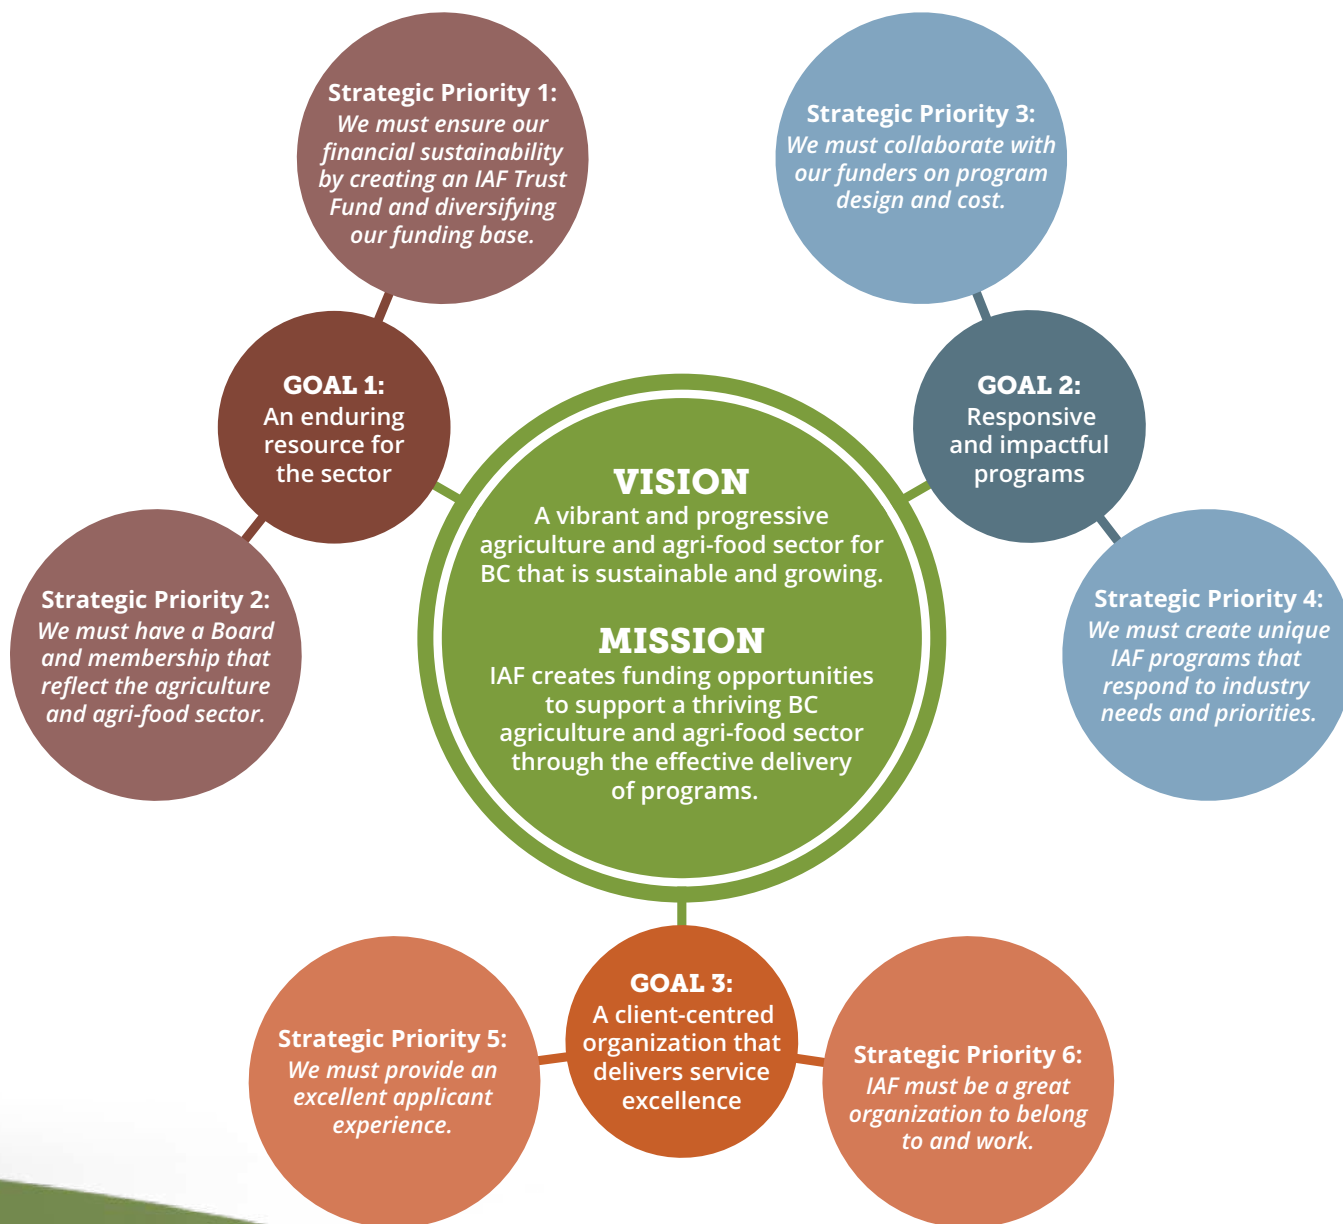 Strategic Priority 1:
We must ensure our
financial sustainability
by creating an IAF Trust
Fund and diversifying
our funding base.
Strategic Priority 3:
We must collaborate with
our funders on program
design and cost.
GOAL 1:
An enduring
resource for
the sector
GOAL 2:
Responsive
and impactful
programs
VISION
A vibrant and progressive
agriculture and agri-food sector for
BC that is sustainable and growing.
MISSION
IAF creates funding opportunities
to support a thriving BC
agriculture and agri-food sector
through the effective delivery
of programs.
Strategic Priority 2:
We must have a Board
and membership that
reflect the agriculture
and agri-food sector.
Strategic Priority 4:
We must create unique
IAF programs that
respond to industry
needs and priorities.
GOAL 3:
A client-centred
organization that
delivers service
excellence
Strategic Priority 5:
We must provide an
excellent applicant
experience.
Strategic Priority 6:
IAF must be a great
organization to belong
to and work.